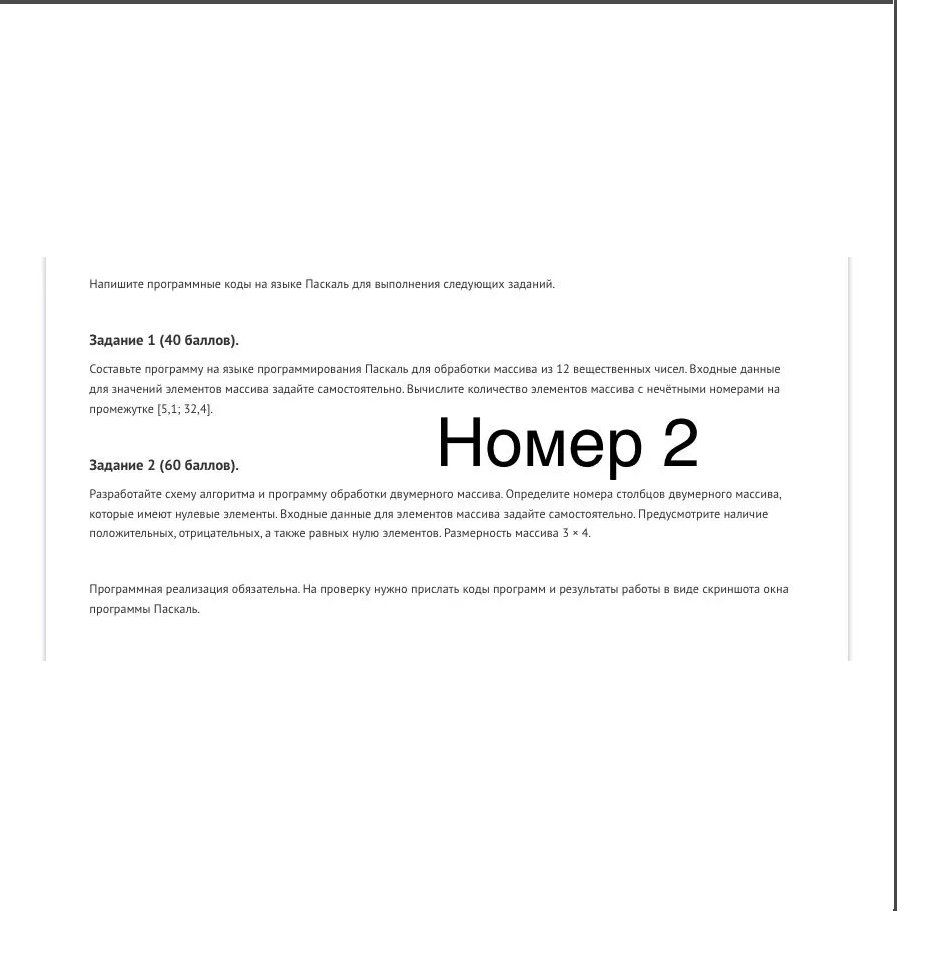 Напишите программные коды на языке Паскаль для выполнения следующих заданий.
Задание 1 (40 баллов).
Составьте программу на языке программирования Паскаль для обработки массива из 12 вещественных чисел. Входные данные
для значений элементов массива задайте самостоятельно. Вычислите количество элементов массива с нечётными номерами на
промежутке [5,1; 32,4].
Номер 2
Задание 2 (60 баллов).
Разработайте схему алгоритма и программу обработки двумерного массива. Определите номера столбцов двумерного массива,
которые имеют нулевые элементы. Входные данные для элементов массива задайте самостоятельно. Предусмотрите наличие
положительных, отрицательных, а также равных нулю элементов. Размерность массива 3 × 4.
Программная реализация обязательна. На проверку нужно прислать коды программ и результаты работы в виде скриншота окна
программы Паскаль.